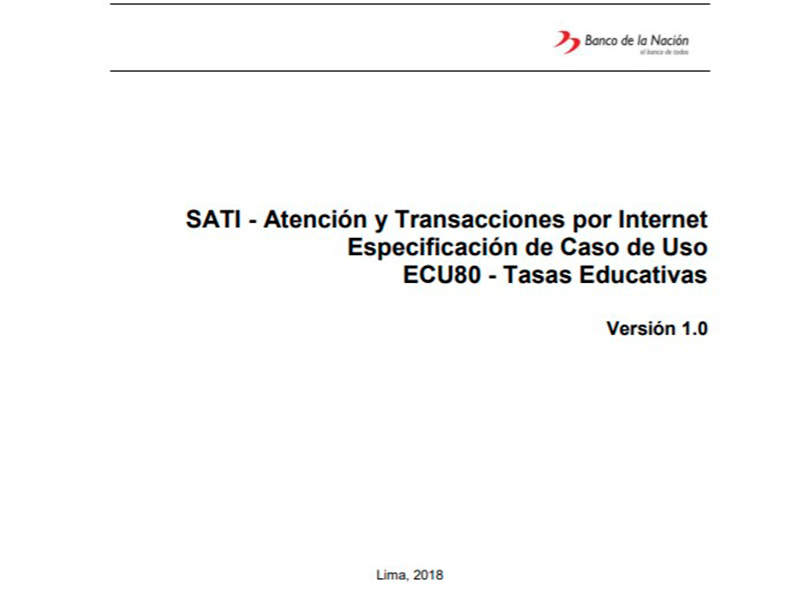 Banco de la Nación
el banco de todos
SATI - Atención y Transacciones por Internet
Especificación de Caso de Uso
ECU80 - Tasas Educativas
Versión 1.0
Lima, 2018